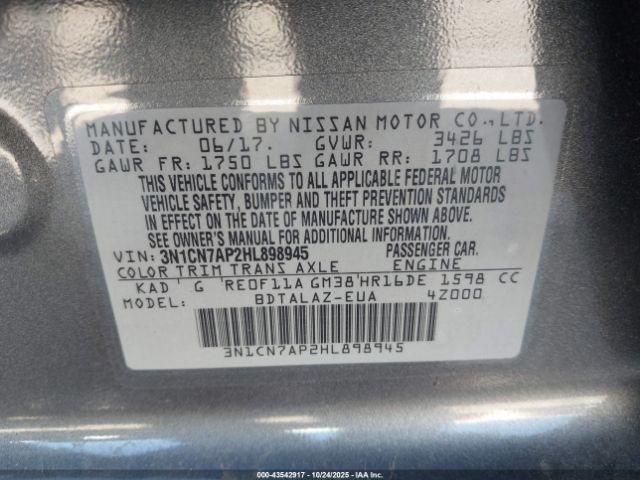 MANUFACTURED BY NISSAN MOTOR CO.,LTD.
DATE: 06/17. GVWR: 3426 LBS
GAWR FR: 1750 LBS GAWR RR: 1708 LBS
THIS VEHICLE CONFORMS TO ALL APPLICABLE FEDERAL MOTOR
VEHICLE SAFETY, BUMPER AND THEFT PREVENTION STANDARDS
IN EFFECT ON THE DATE OF MANUFACTURE SHOWN ABOVE.
SEE OWNER'S MANUAL FOR ADDITIONAL INFORMATION.
VIN: 3N1CN7AP2HL898945 PASSENGER CAR.
COLOR TRIM TRANS AXLE ENGINE
KAD G RE0F11A GM38 HR16DE 1598 CC
MODEL: BDTALAZ-EUA 4Z000
3N1CN7AP2HL898945
00-43542917 - 10/24/2025 - IAA Inc.